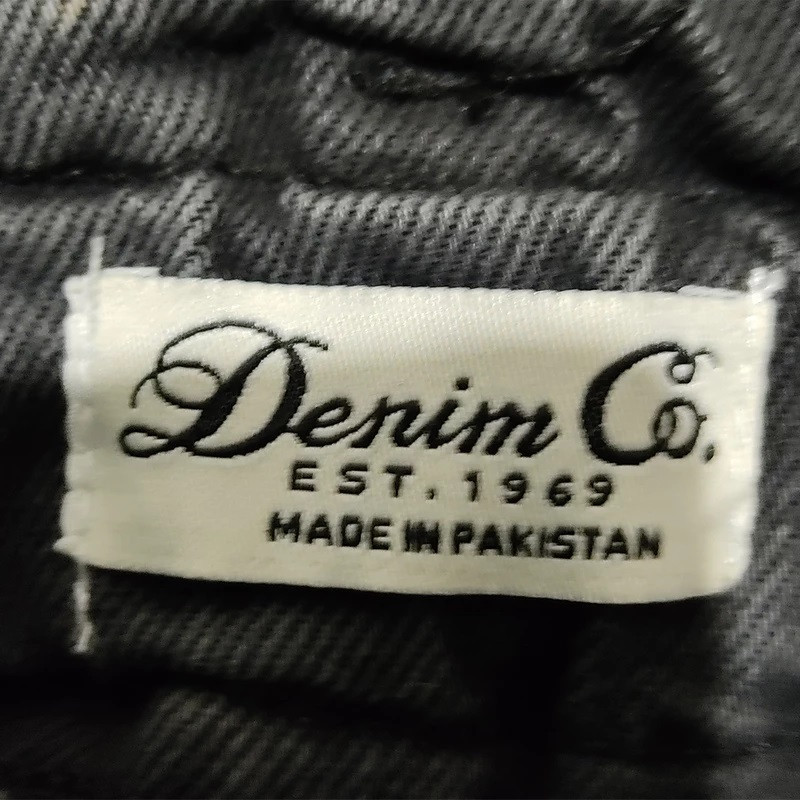 Denim Co.
EST. 1969
MADE IN PAKISTAN